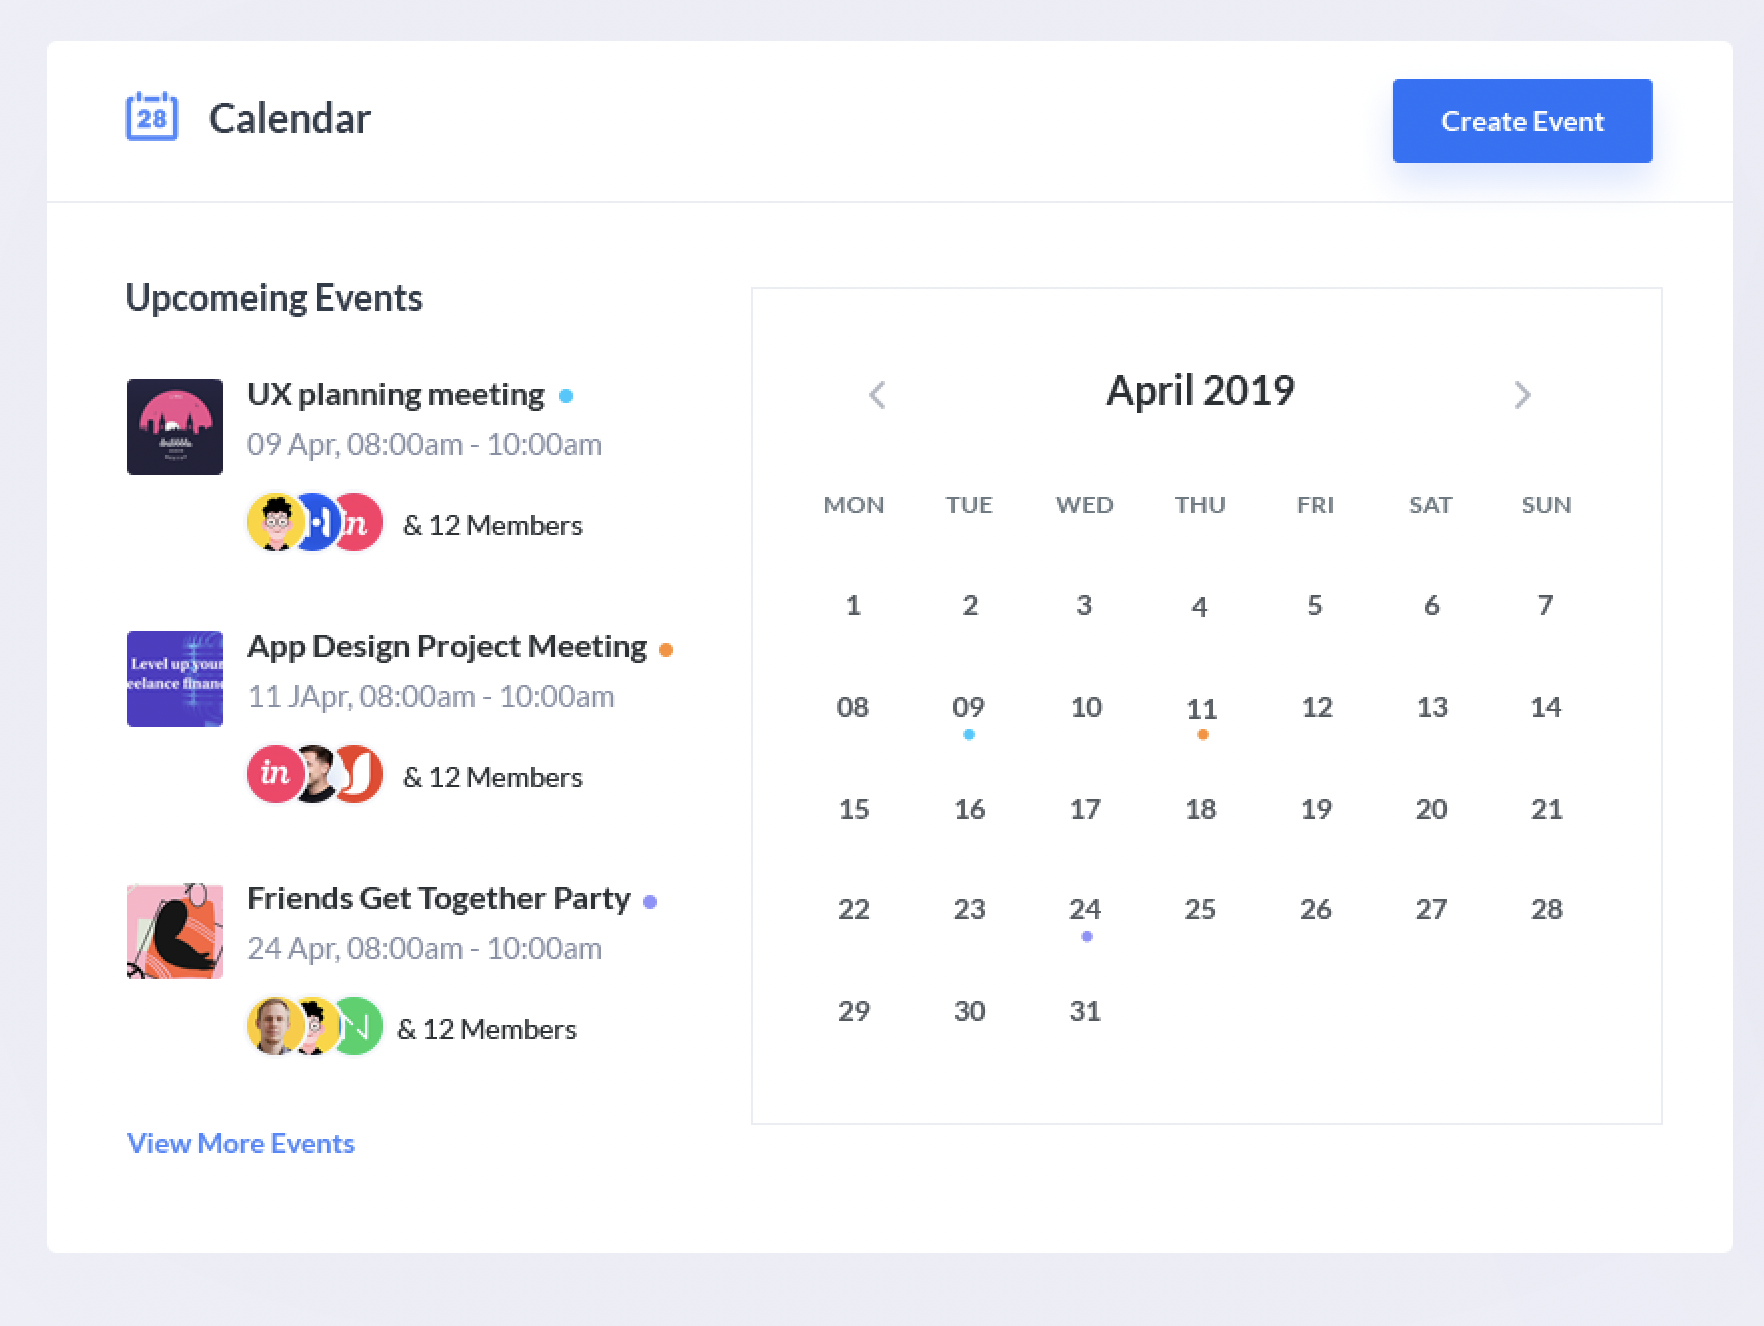 28
Calendar
Create Event
Upcomeing Events
UX planning meeting
09 Apr, 08:00am - 10:00am
in
& 12 Members
Level up your
eelance finan
App Design Project Meeting
11 JApr, 08:00am - 10:00am
in
& 12 Members
Friends Get Together Party
24 Apr, 08:00am - 10:00am
N
& 12 Members
View More Events
April 2019
MON TUE WED THU FRI SAT SUN
1 2 3 4 5 6 7
08 09 10 11 12 13 14
15 16 17 18 19 20 21
22 23 24 25 26 27 28
29 30 31